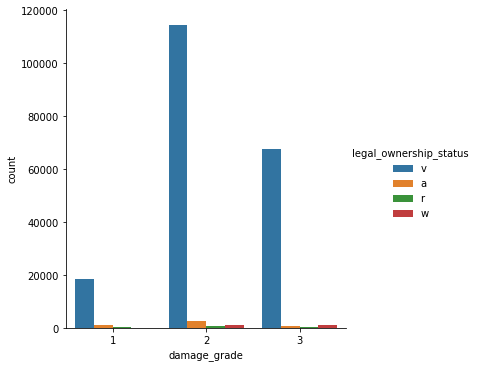 120000
100000
80000
60000
40000
20000
0
count
1 2 3
damage_grade
legal_ownership_status
v
a
r
w